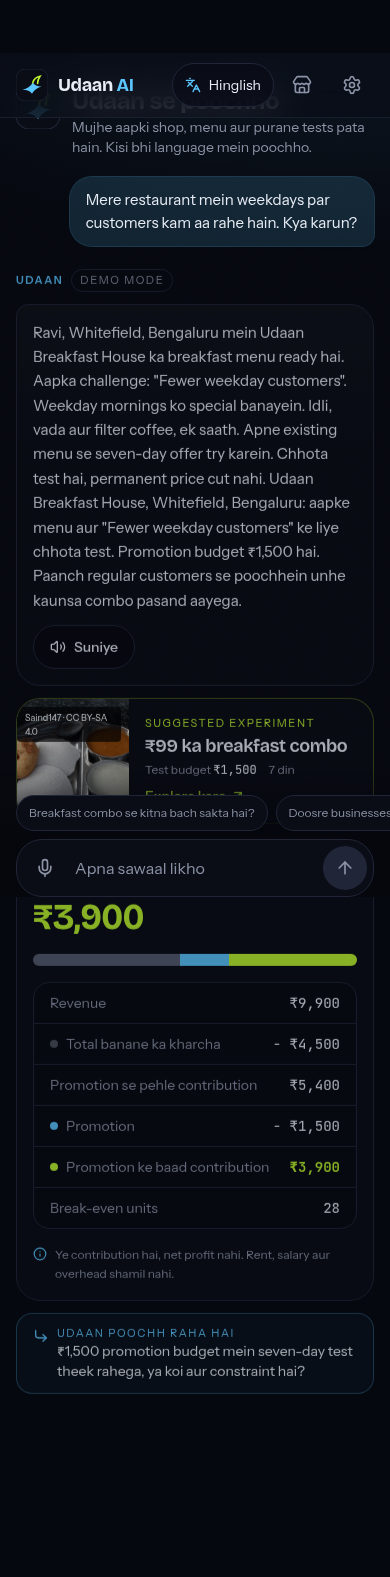 Udaan AI
Hinglish
Udaan se poochho
Mujhe aapki shop, menu aur purane tests pata
hain. Kisi bhi language mein poochho.
Mere restaurant mein weekdays par
customers kam aa rahe hain. Kya karun?
UDAAN DEMO MODE
Ravi, Whitefield, Bengaluru mein Udaan
Breakfast House ka breakfast menu ready hai.
Aapka challenge: "Fewer weekday customers".
Weekday mornings ko special banayein. Idli,
vada aur filter coffee, ek saath. Apne existing
menu se seven-day offer try karein. Chhota
test hai, permanent price cut nahi. Udaan
Breakfast House, Whitefield, Bengaluru: aapke
menu aur "Fewer weekday customers" ke liye
chhota test. Promotion budget ₹1,500 hai.
Paanch regular customers se poochhein unhe
kaunsa combo pasand aayega.
Suniye
Saind147 · CC BY-SA
4.0
SUGGESTED EXPERIMENT
₹99 ka breakfast combo
Test budget ₹1,500 7 din
Explore karo
Breakfast combo se kitna bach sakta hai?
Doosre businesses
Apna sawaal likho
₹3,900
Revenue ₹9,900
Total banane ka kharcha - ₹4,500
Promotion se pehle contribution ₹5,400
Promotion - ₹1,500
Promotion ke baad contribution ₹3,900
Break-even units 28
Ye contribution hai, net profit nahi. Rent, salary aur
overhead shamil nahi.
UDAAN POOCHH RAHA HAI
₹1,500 promotion budget mein seven-day test
theek rahega, ya koi aur constraint hai?